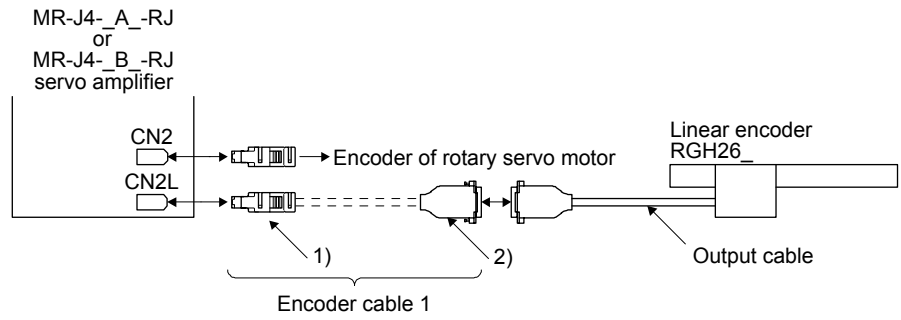 MR-J4-_A_-RJ
or
MR-J4-_B_-RJ
servo amplifier
CN2
Encoder of rotary servo motor
CN2L
Linear encoder
RGH26_
1)
2)
Output cable
Encoder cable 1